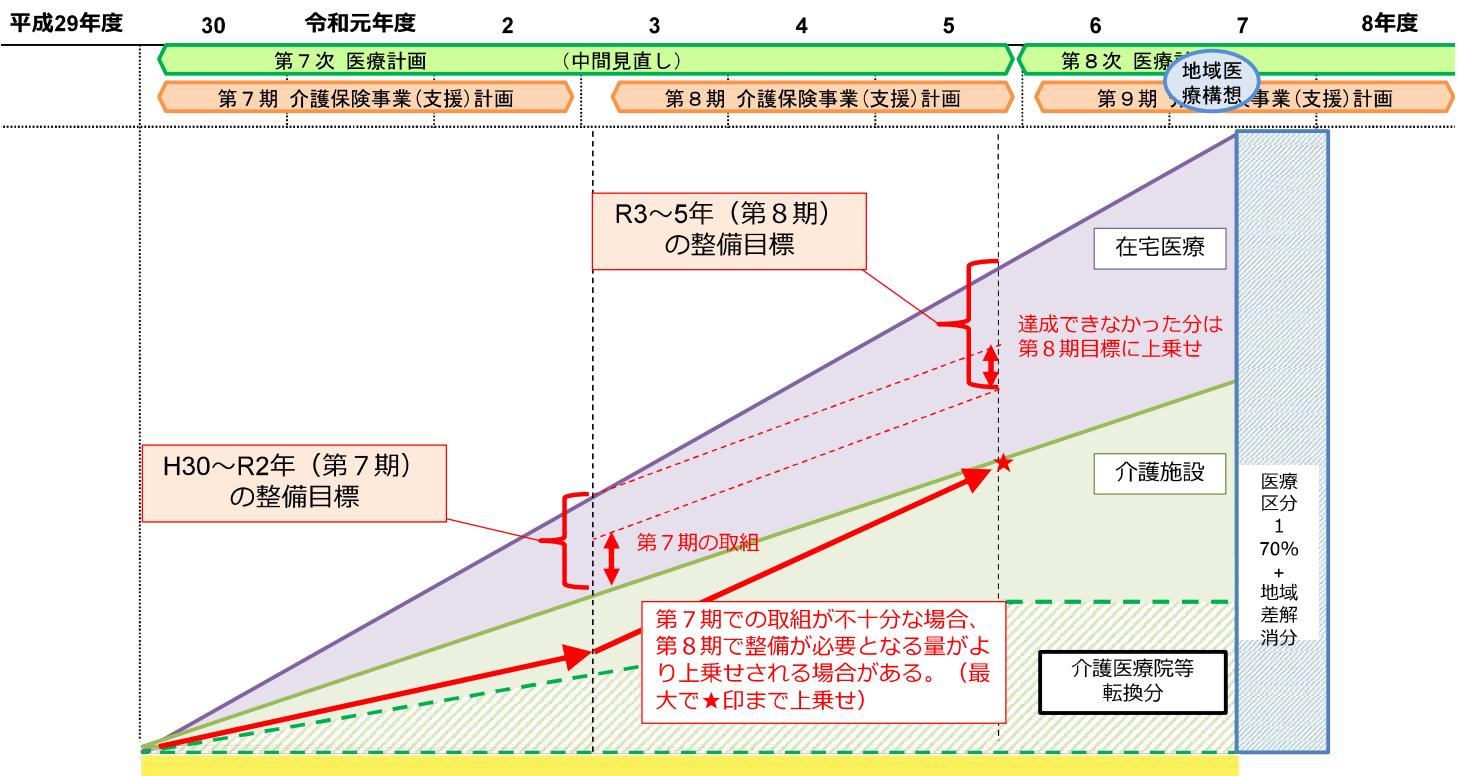 平成29年度 30 令和元年度 2 3 4 5 6 7 8年度
第７次 医療計画 （中間見直し） 第８次 医療計
地域医
療構想
第７期 介護保険事業（支援）計画 第８期 介護保険事業（支援）計画 第９期 介 事業（支援）計画
R3～5年（第８期）
の整備目標
在宅医療
達成できなかった分は
第８期目標に上乗せ
H30～R2年（第７期）
の整備目標
介護施設
第７期の取組
医療
区分
1
70%
+
地域
差解
消分
第７期での取組が不十分な場合、
第８期で整備が必要となる量がよ
り上乗せされる場合がある。（最
大で★印まで上乗せ）
介護医療院等
転換分